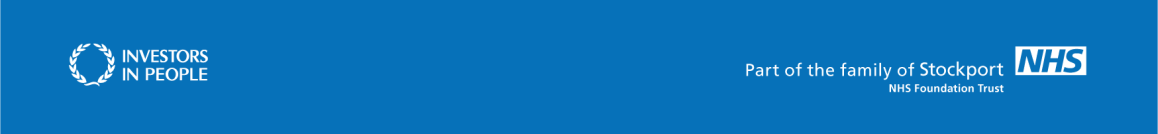 INVESTORS
IN PEOPLE
Part of the family of Stockport NHS
NHS Foundation Trust